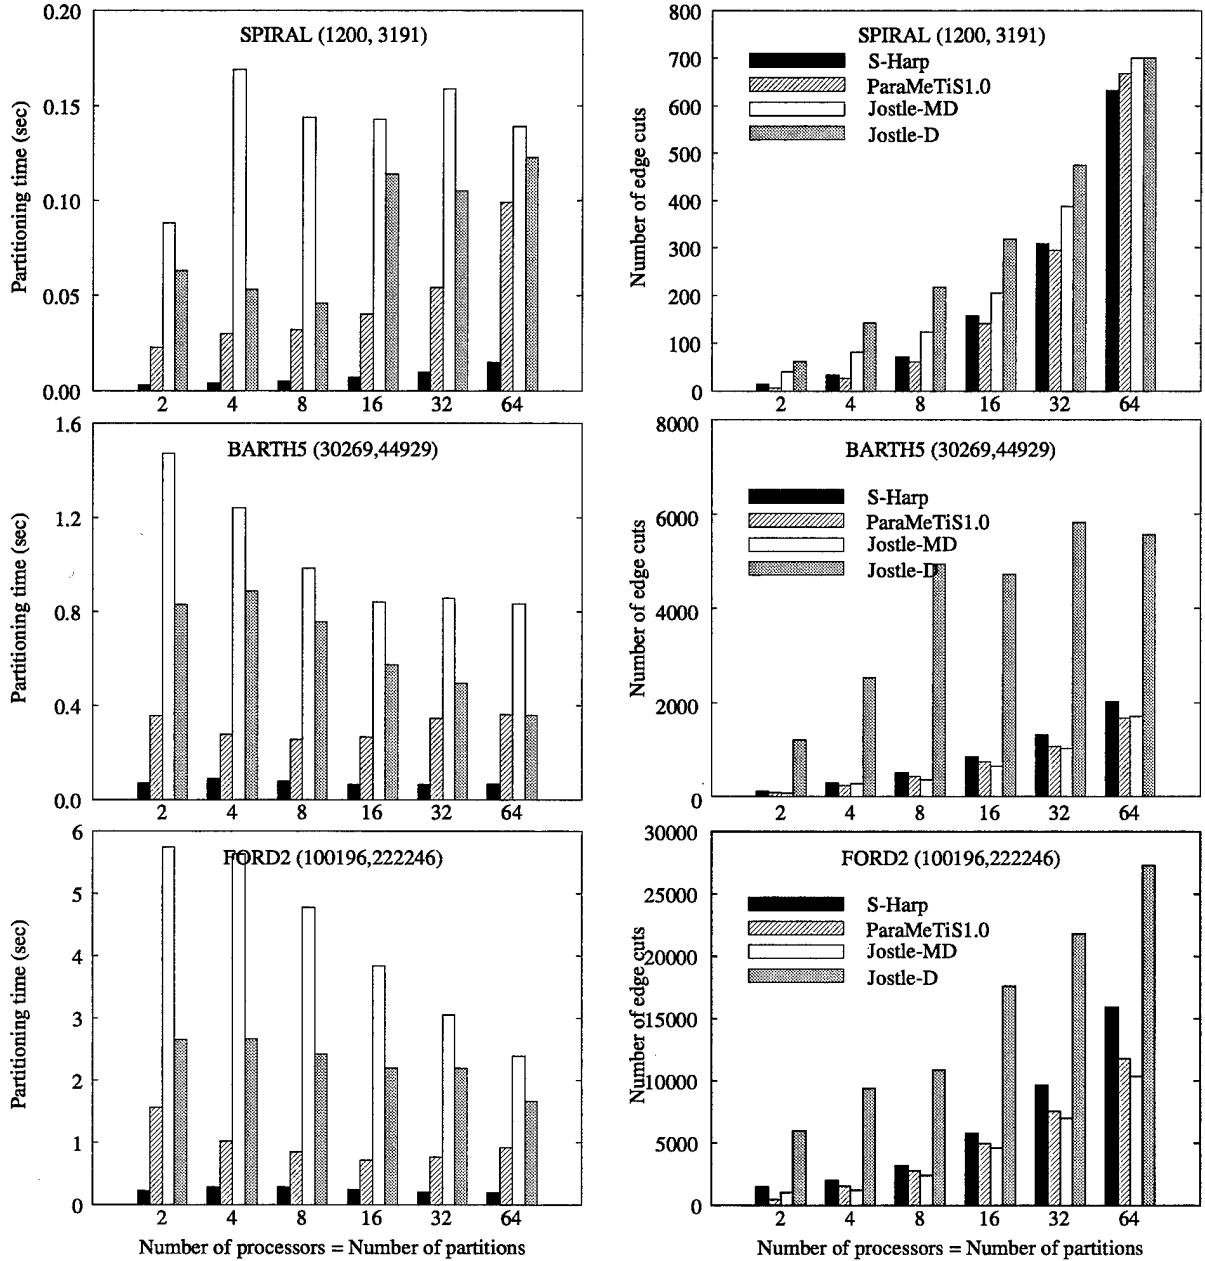 SPIRAL (1200, 3191)
Partitioning time (sec)
0.20
0.15
0.10
0.05
0.00
2 4 8 16 32 64
SPIRAL (1200, 3191)
S-Harp
ParaMeTiS1.0
Jostle-MD
Jostle-D
Number of edge cuts
800
700
600
500
400
300
200
100
0
2 4 8 16 32 64
BARTH5 (30269,44929)
Partitioning time (sec)
1.6
1.2
0.8
0.4
0.0
2 4 8 16 32 64
BARTH5 (30269,44929)
S-Harp
ParaMeTiS1.0
Jostle-MD
Jostle-D
Number of edge cuts
8000
6000
4000
2000
0
2 4 8 16 32 64
FORD2 (100196,222246)
Partitioning time (sec)
6
5
4
3
2
1
0
2 4 8 16 32 64
Number of processors = Number of partitions
FORD2 (100196,222246)
S-Harp
ParaMeTiS1.0
Jostle-MD
Jostle-D
Number of edge cuts
30000
25000
20000
15000
10000
5000
0
2 4 8 16 32 64
Number of processors = Number of partitions